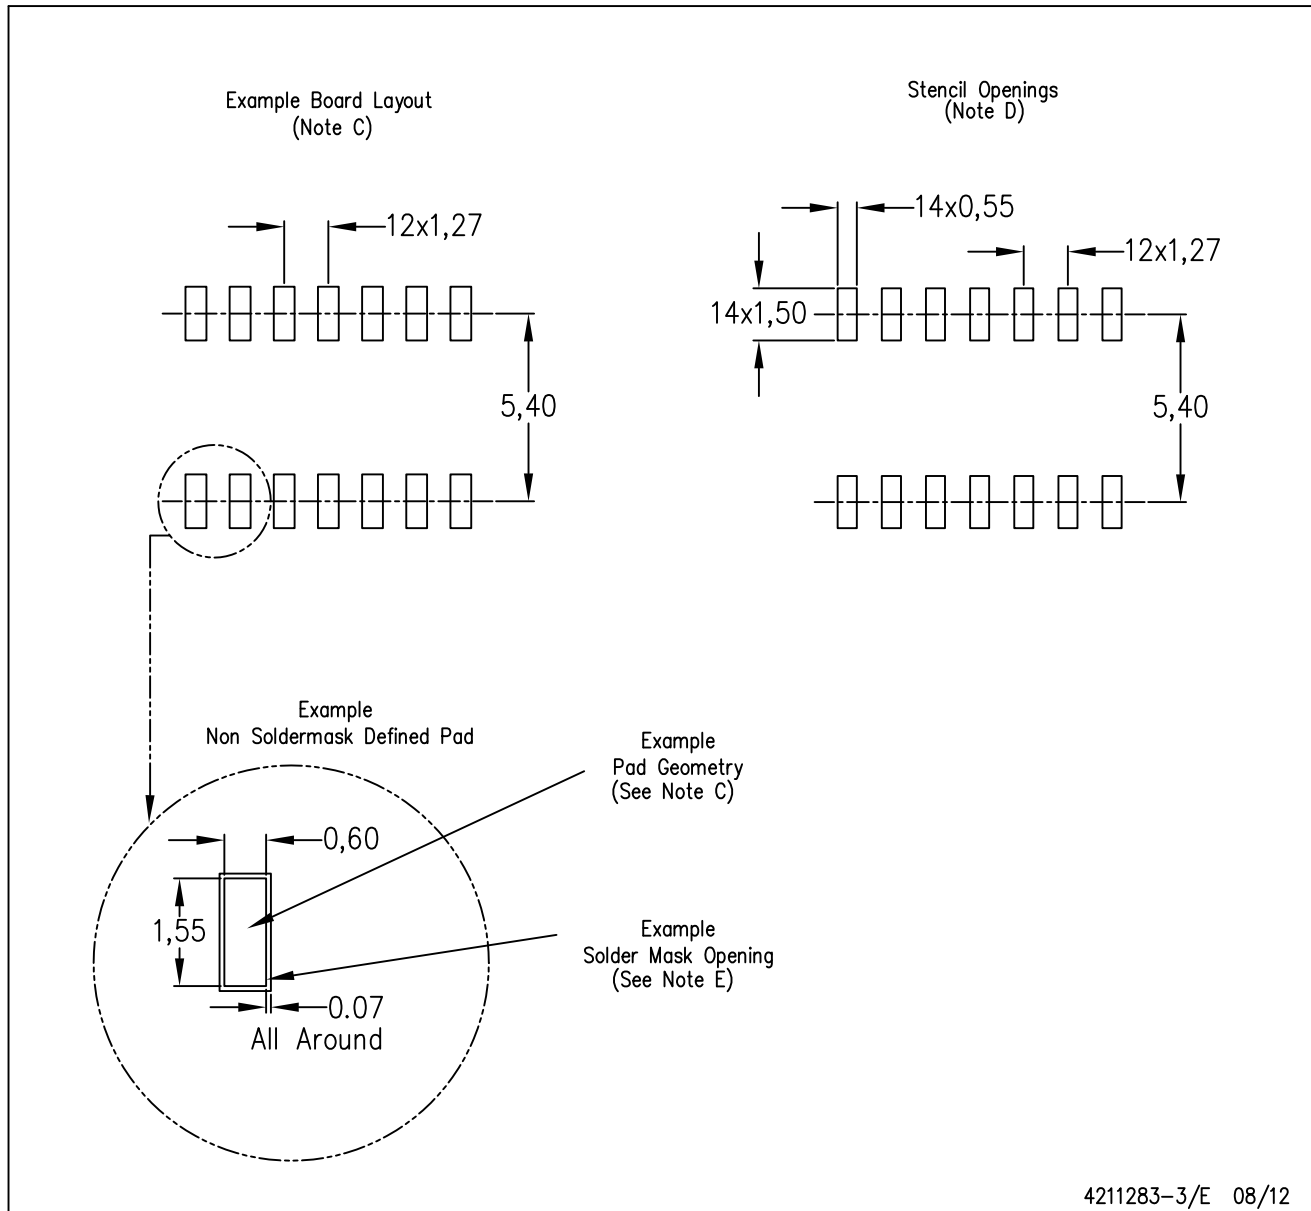 Example Board Layout
(Note C)
12x1,27
5,40
Stencil Openings
(Note D)
14x0,55
12x1,27
14x1,50
5,40
Example
Non Soldermask Defined Pad
0,60
1,55
0.07
All Around
Example
Pad Geometry
(See Note C)
Example
Solder Mask Opening
(See Note E)
4211283-3/E 08/12